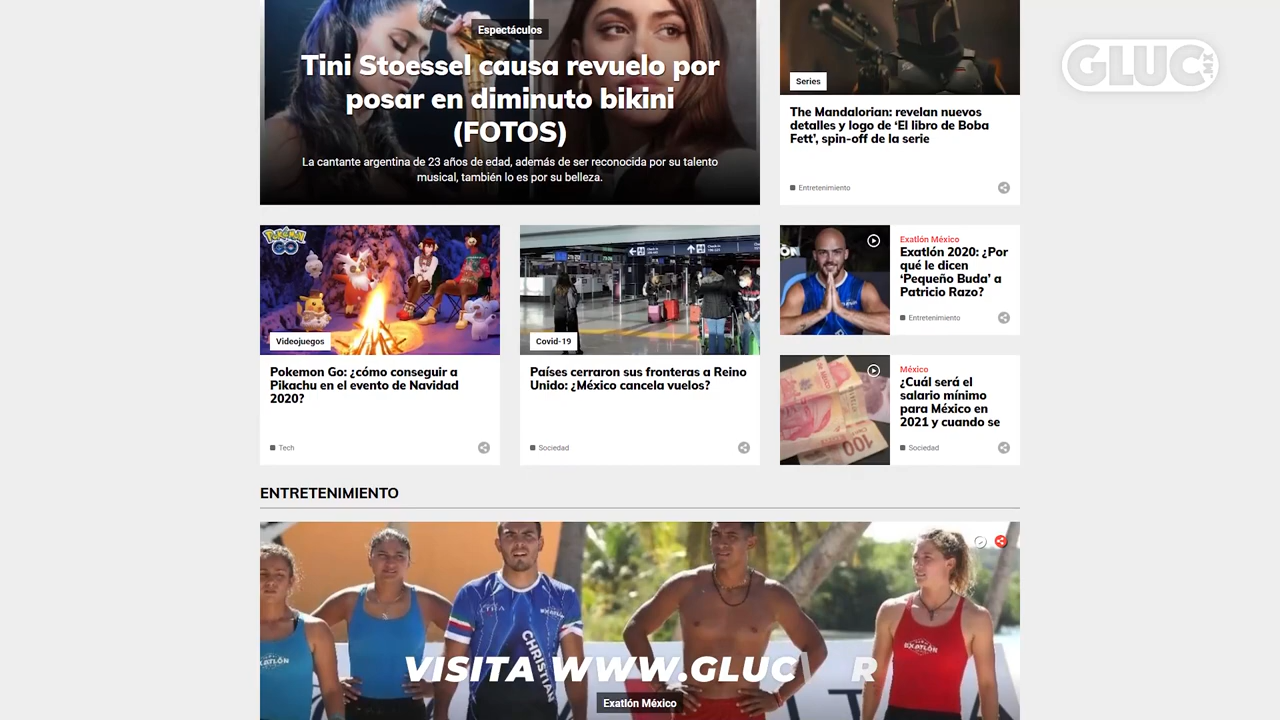 Espectáculos
Tini Stoessel causa revuelo por
posar en diminuto bikini
(FOTOS)
La cantante argentina de 23 años de edad, además de ser reconocida por su talento
musical, también lo es por su belleza.
Series
The Mandalorian: revelan nuevos
detalles y logo de ‘El libro de Boba
Fett’, spin-off de la serie
Entretenimiento
GLUC.MX
POKÉMON
GO
Videojuegos
Pokemon Go: ¿cómo conseguir a
Pikachu en el evento de Navidad
2020?
Tech
Covid-19
Países cerraron sus fronteras a Reino
Unido: ¿México cancela vuelos?
Sociedad
Exatlón México
Exatlón 2020: ¿Por
qué le dicen
‘Pequeño Buda’ a
Patricio Razo?
Entretenimiento
México
¿Cuál será el
salario mínimo
para México en
2021 y cuando se
Sociedad
100
ENTRETENIMIENTO
EXATLÓN
CHRISTIAN
EXATLÓN
VISITA WWW.GLUC
R
Exatlón México